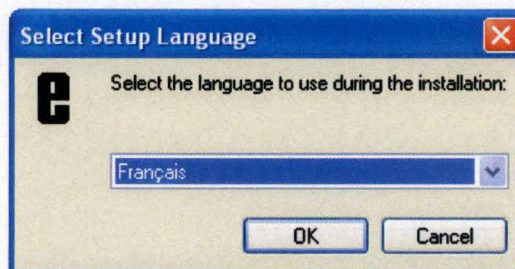 Select Setup Language
e
Select the language to use during the installation:
Français
OK
Cancel